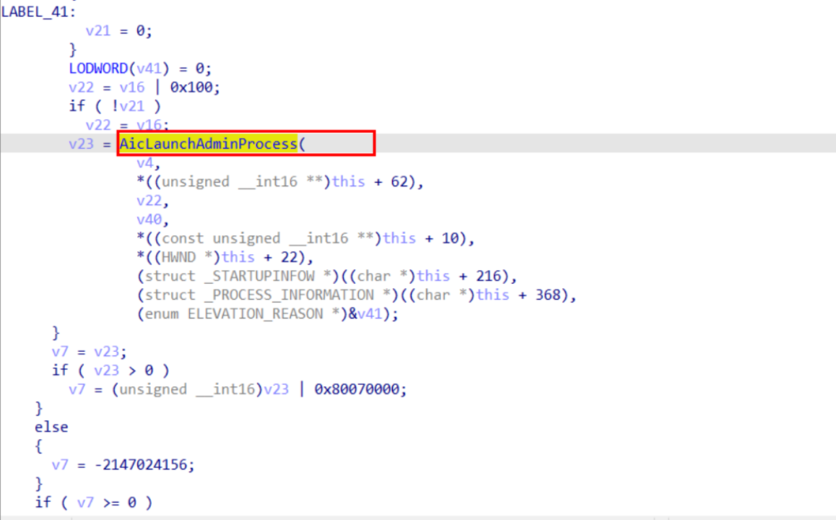 LABEL_41:
v21 = 0;
}
LODWORD(v41) = 0;
v22 = v16 | 0x100;
if ( !v21 )
v22 = v16;
v23 = AicLaunchAdminProcess(
v4,
*((unsigned __int16 **)this + 62),
v22,
v40,
*((const unsigned __int16 **)this + 10),
*((HWND *)this + 22),
(struct _STARTUPINFOW *)((char *)this + 216),
(struct _PROCESS_INFORMATION *)((char *)this + 368),
(enum ELEVATION_REASON *)&v41);
}
v7 = v23;
if ( v23 > 0 )
v7 = (unsigned __int16)v23 | 0x80070000;
}
else
{
v7 = -2147024156;
}
if ( v7 >= 0 )